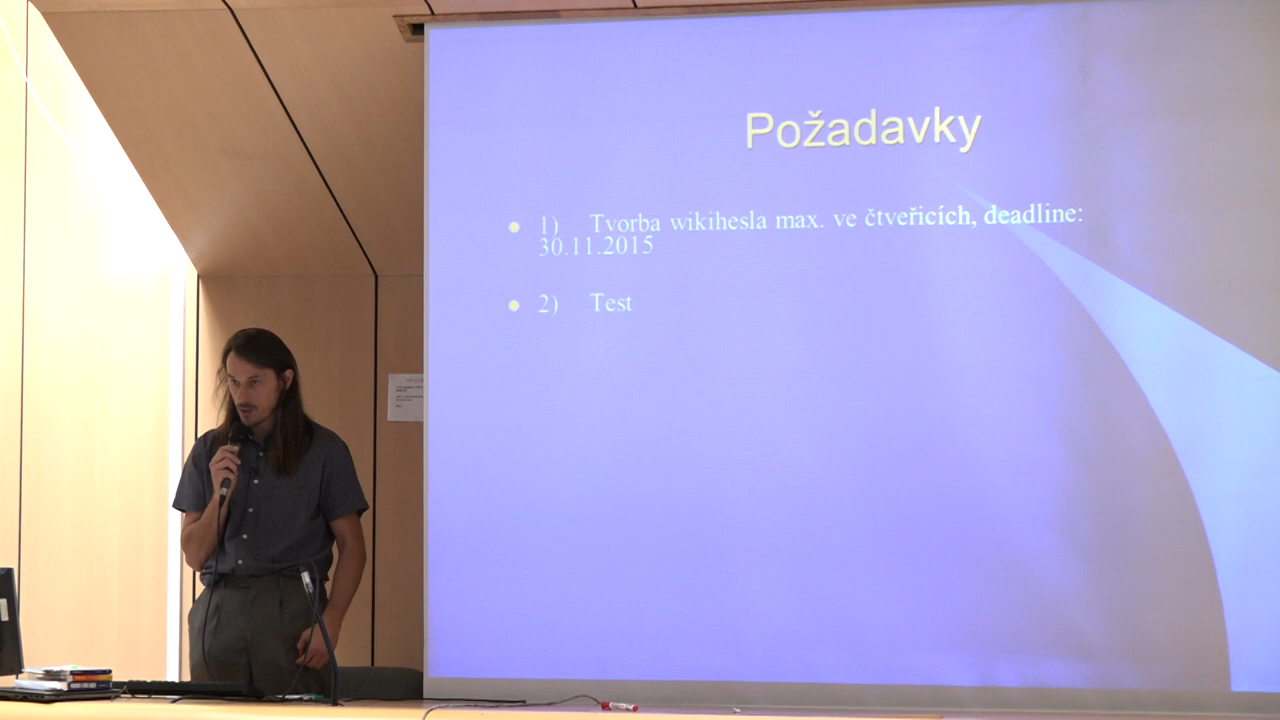 Požadavky
1) Tvorba wikihesla max. ve čtveřicích, deadline:
30.11.2015
2) Test